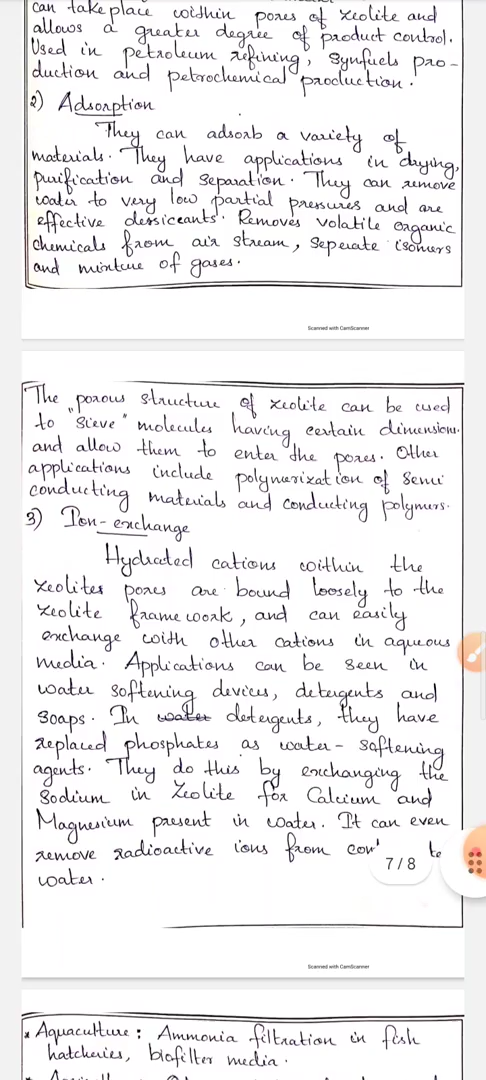 can take place within pores of zeolite and
allows a greater degree of product control.
Used in petroleum refining, synfuels pro-
duction and petrochemical production.
2) Adsorption
They can adsorb a variety of
materials. They have applications in drying,
purification and separation. They can remove
water to very low partial pressures and are
effective dessiccants. Removes volatile organic
chemicals from air stream, seperate isomers
and mixture of gases.
Scanned with CamScanner
The porous structure of zeolite can be used
to "sieve" molecules having certain dimensions
and allow them to enter the pores. Other
applications include polymerization of semi
conducting materials and conducting polymers.
3) Ion-exchange
Hydrated cations within the
zeolites pores are bound loosely to the
zeolite frame work, and can easily
exchange with other cations in aqueous
media. Applications can be seen in
water softening devices, detergents and
soaps. In water detergents, they have
replaced phosphates as water-softening
agents. They do this by exchanging the
sodium in zeolite for Calcium and
Magnesium present in water. It can even
remove radioactive ions from
water.
7/8
Scanned with CamScanner
* Aquaculture: Ammonia filtration in fish
hatcheries, biofilter media.